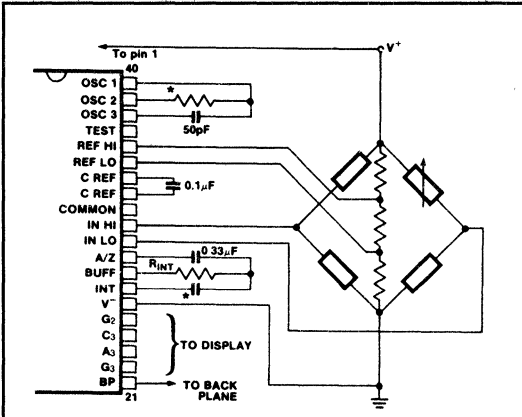 To pin 1
V+
40
OSC 1
OSC 2
*
OSC 3
50pF
TEST
REF HI
REF LO
C REF
0.1µF
C REF
COMMON
IN HI
IN LO
A/Z
0 33µF
BUFF
RINT
INT
*
V−
G2
C3
TO DISPLAY
A3
G3
BP
TO BACK
PLANE
21